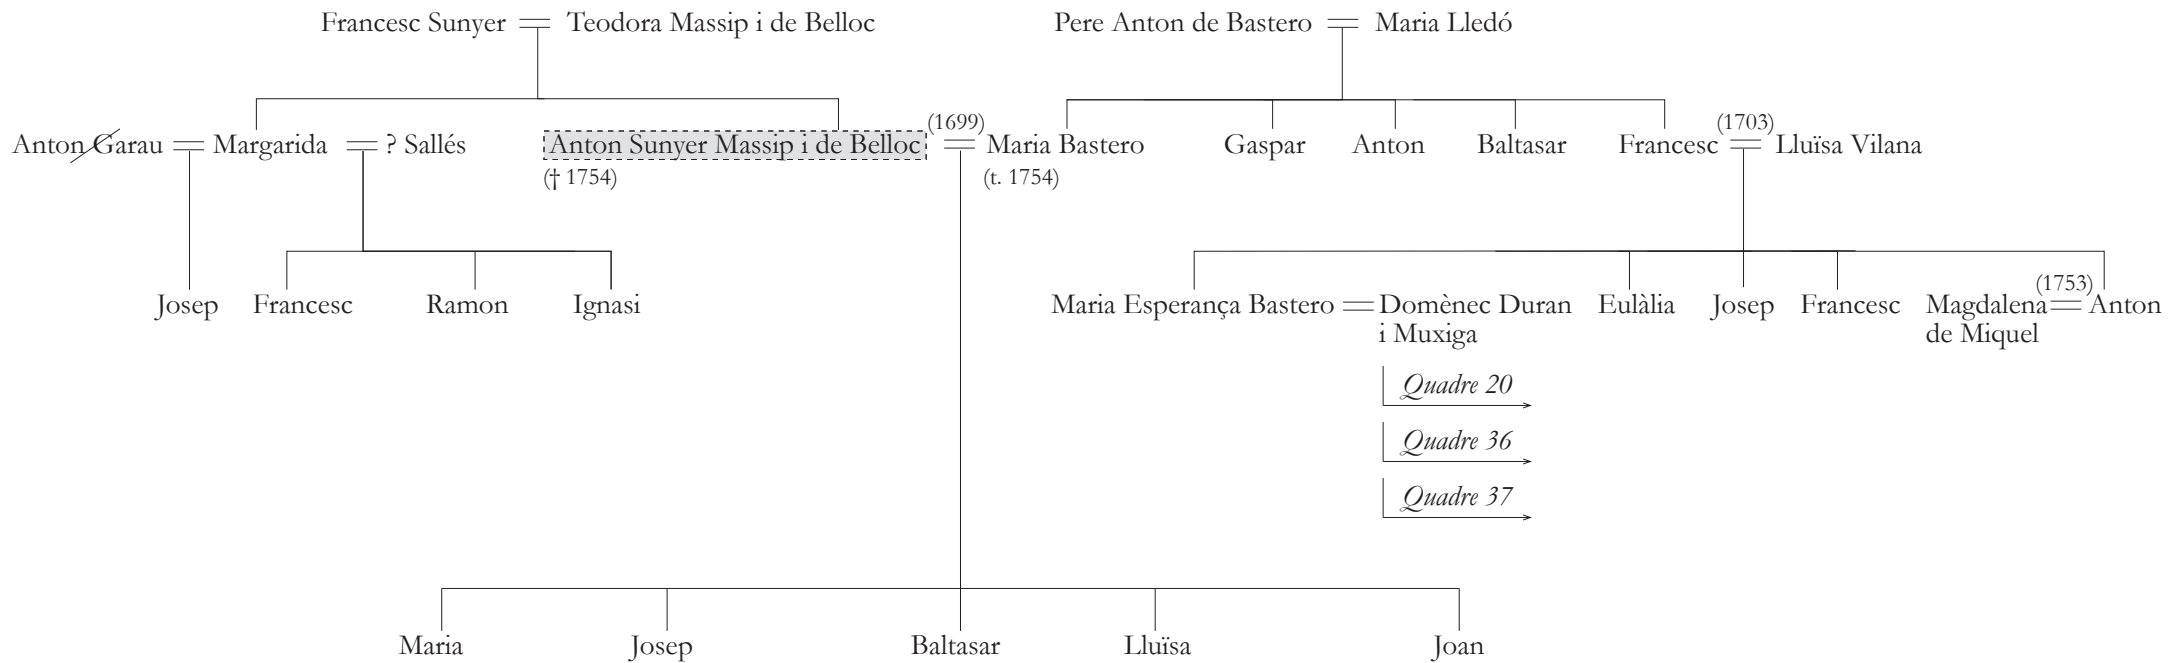 Francesc Sunyer Teodora Massip i de Belloc Pere Anton de Bastero Maria Lledó
(1699) (1703)
Anton Garau Margarida ? Sallés Anton Sunyer Massip i de Belloc Maria Bastero Gaspar Anton Baltasar Francesc Lluïsa Vilana
(† 1754) (t. 1754)
(1753)
Josep Francesc Ramon Ignasi Maria Esperança Bastero Domènec Duran Eulàlia Josep Francesc Magdalena Anton
i Muxiga de Miquel
Quadre 20
Quadre 36
Quadre 37
Maria Josep Baltasar Lluïsa Joan